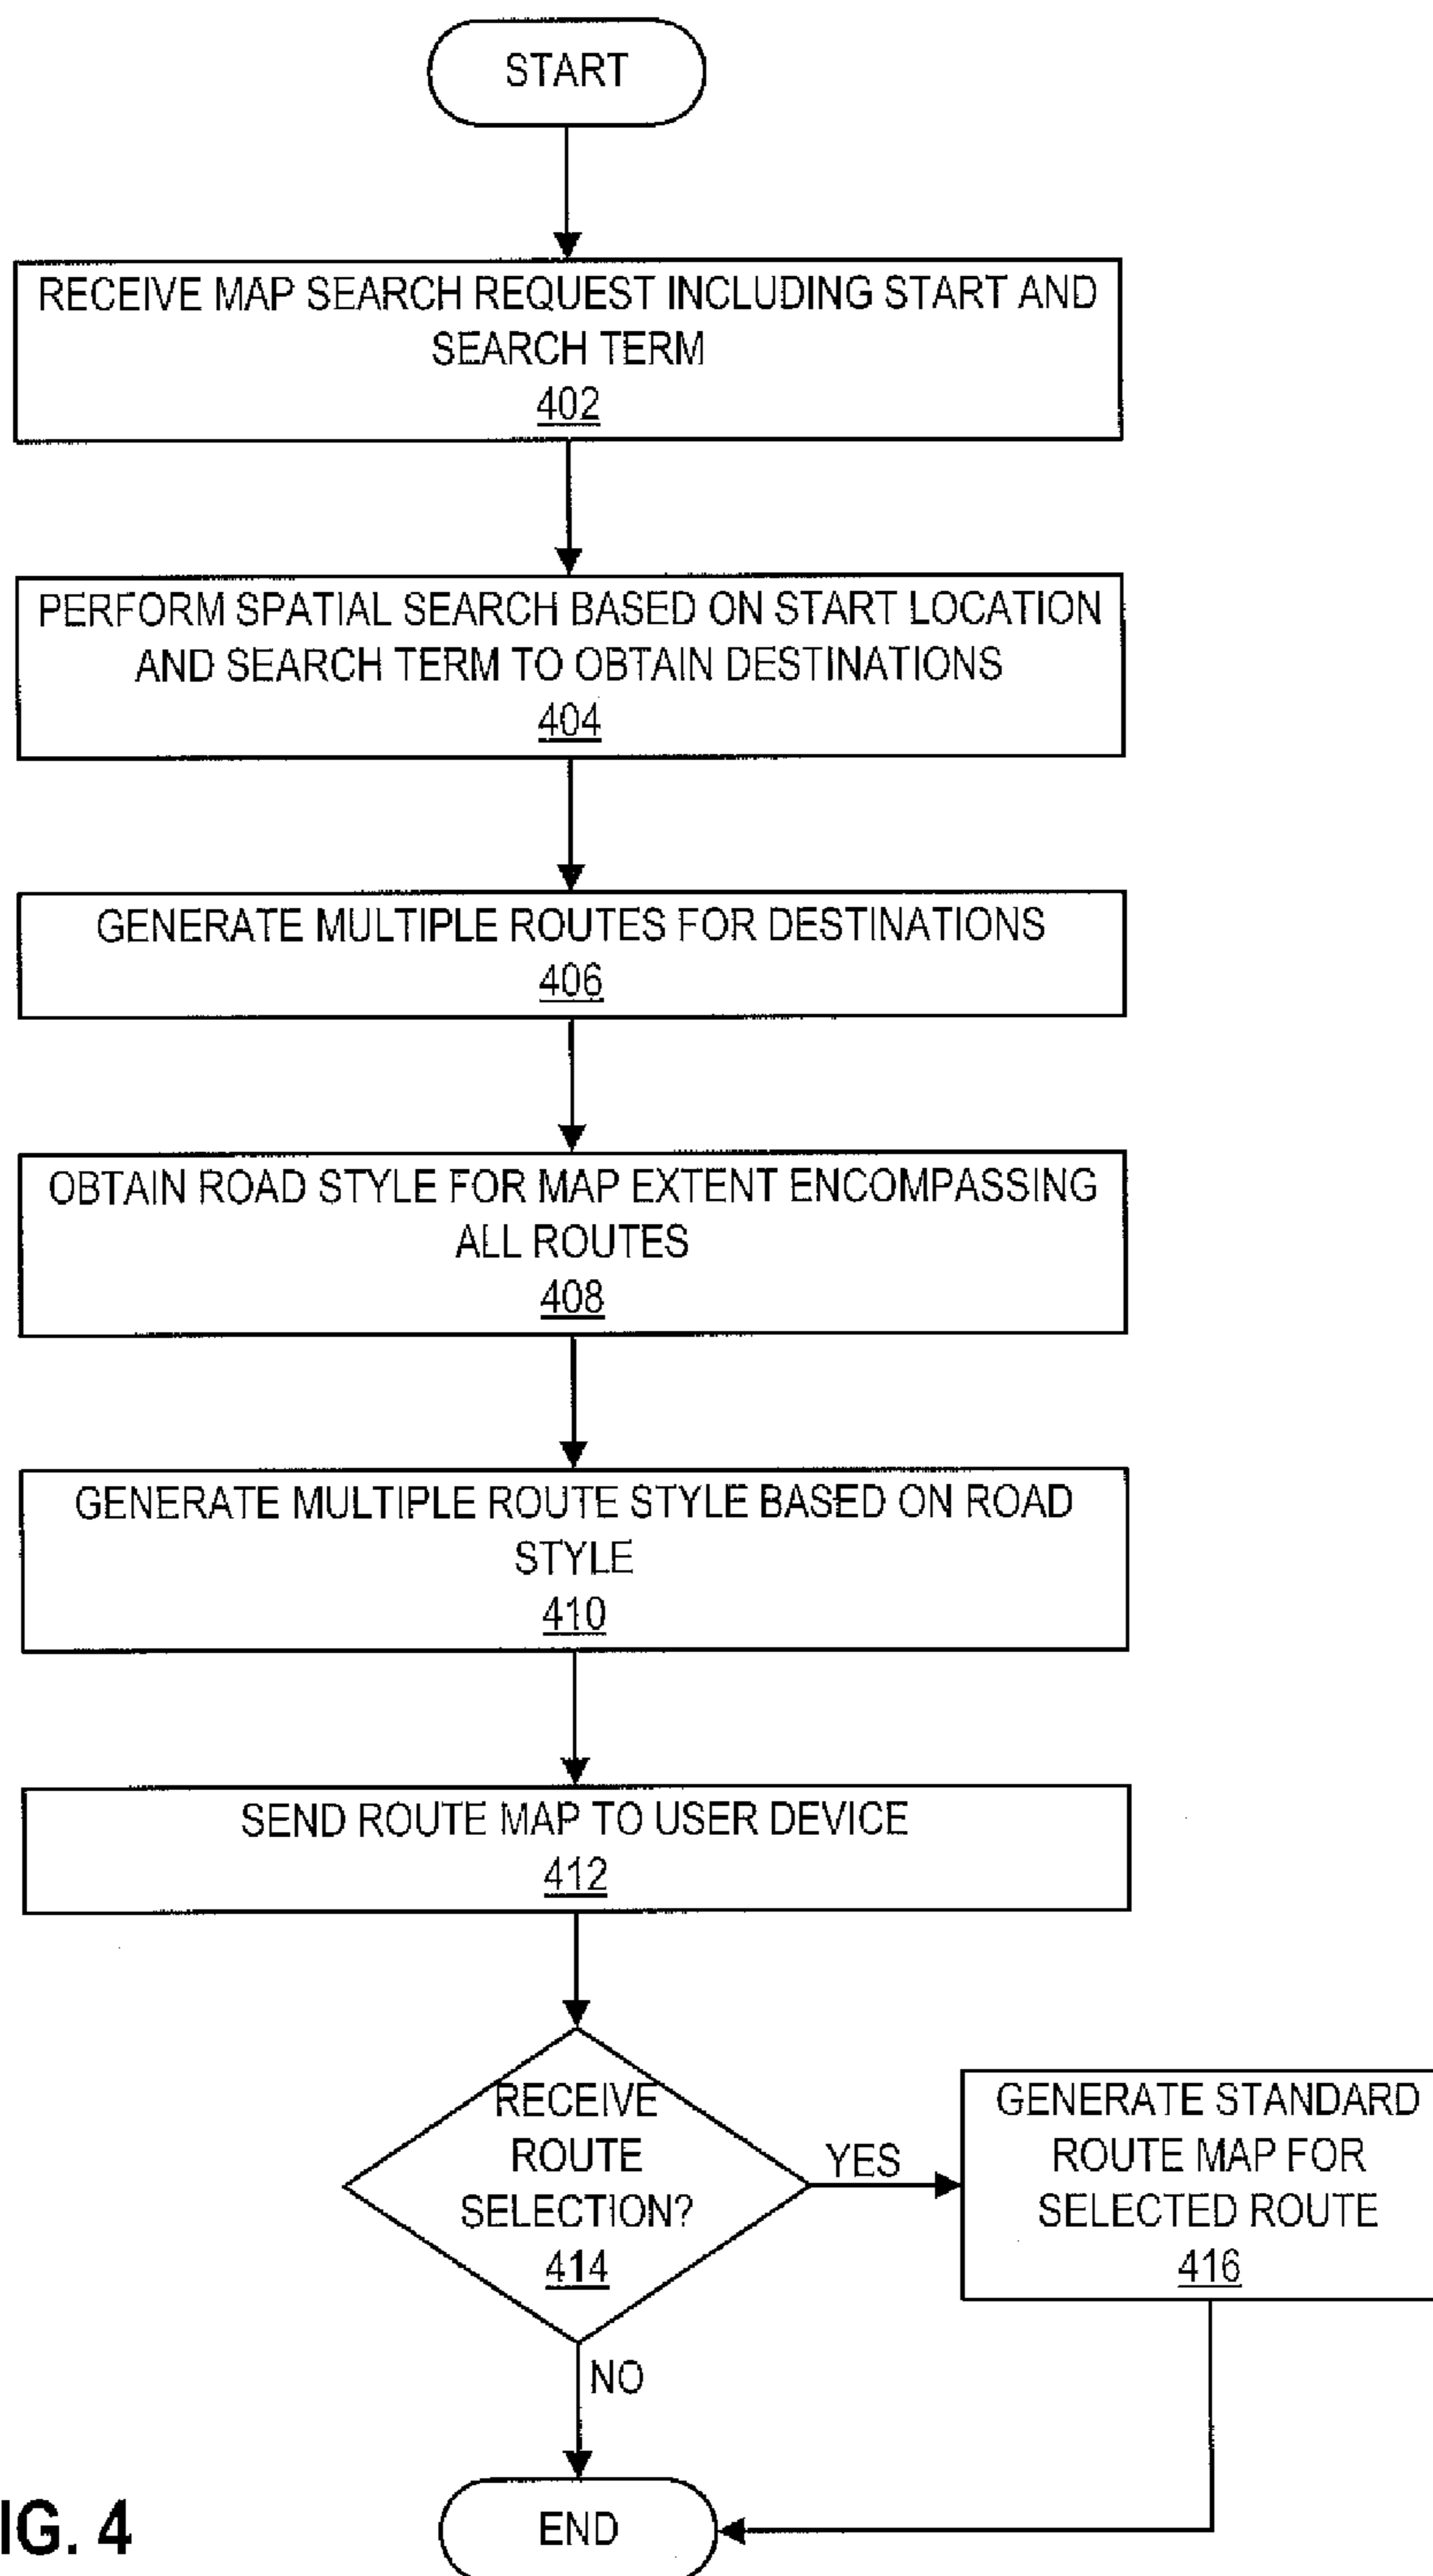 START
RECEIVE MAP SEARCH REQUEST INCLUDING START AND
SEARCH TERM
402
PERFORM SPATIAL SEARCH BASED ON START LOCATION
AND SEARCH TERM TO OBTAIN DESTINATIONS
404
GENERATE MULTIPLE ROUTES FOR DESTINATIONS
406
OBTAIN ROAD STYLE FOR MAP EXTENT ENCOMPASSING
ALL ROUTES
408
GENERATE MULTIPLE ROUTE STYLE BASED ON ROAD
STYLE
410
SEND ROUTE MAP TO USER DEVICE
412
RECEIVE
ROUTE
SELECTION?
414
YES
GENERATE STANDARD
ROUTE MAP FOR
SELECTED ROUTE
416
NO
END
IG. 4